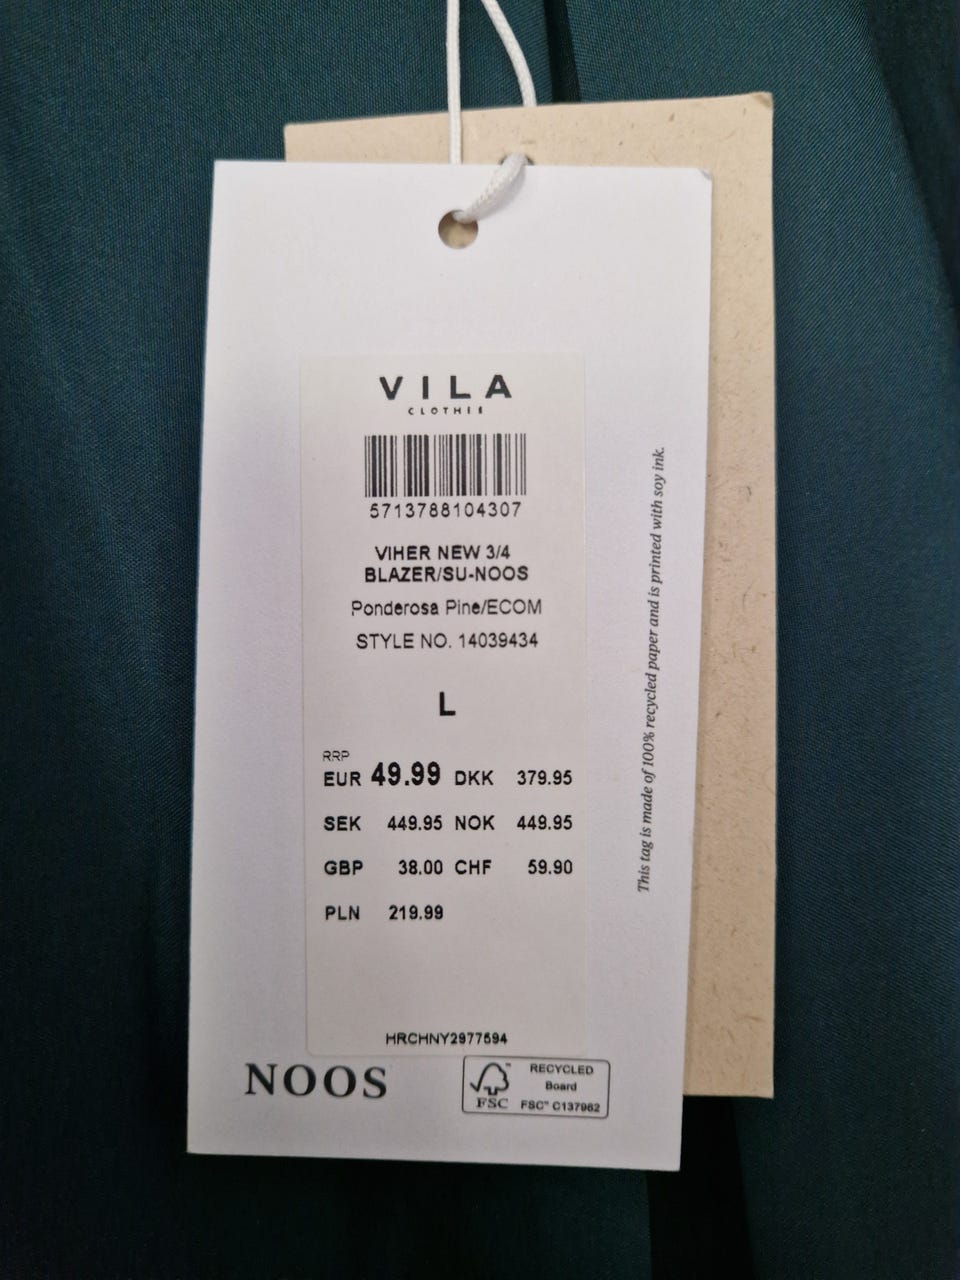 VILA
CLOTHES
5713788104307
VIHER NEW 3/4
BLAZER/SU-NOOS
Ponderosa Pine/ECOM
STYLE NO. 14039434
L
RRP
EUR 49.99 DKK 379.95
SEK 449.95 NOK 449.95
GBP 38.00 CHF 59.90
PLN 219.99
HRCHNY2977594
NOOS
FSC™
RECYCLED
Board
FSC™ C137962
This tag is made of 100% recycled paper and is printed with soy ink.